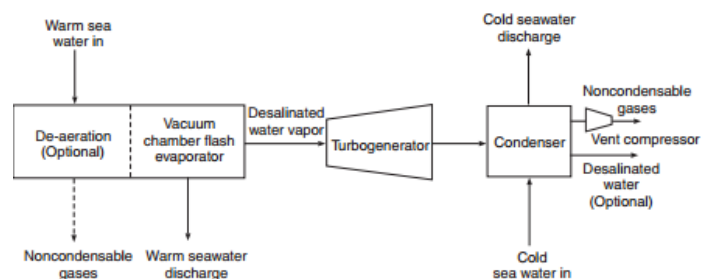 Warm sea
water in
De-aeration
(Optional)
Vacuum
chamber flash
evaporator
Noncondensable
gases
Warm seawater
discharge
Desalinated
water vapor
Turbogenerator
Cold seawater
discharge
Condenser
Noncondensable
gases
Vent compressor
Desalinated
water
(Optional)
Cold
sea water in